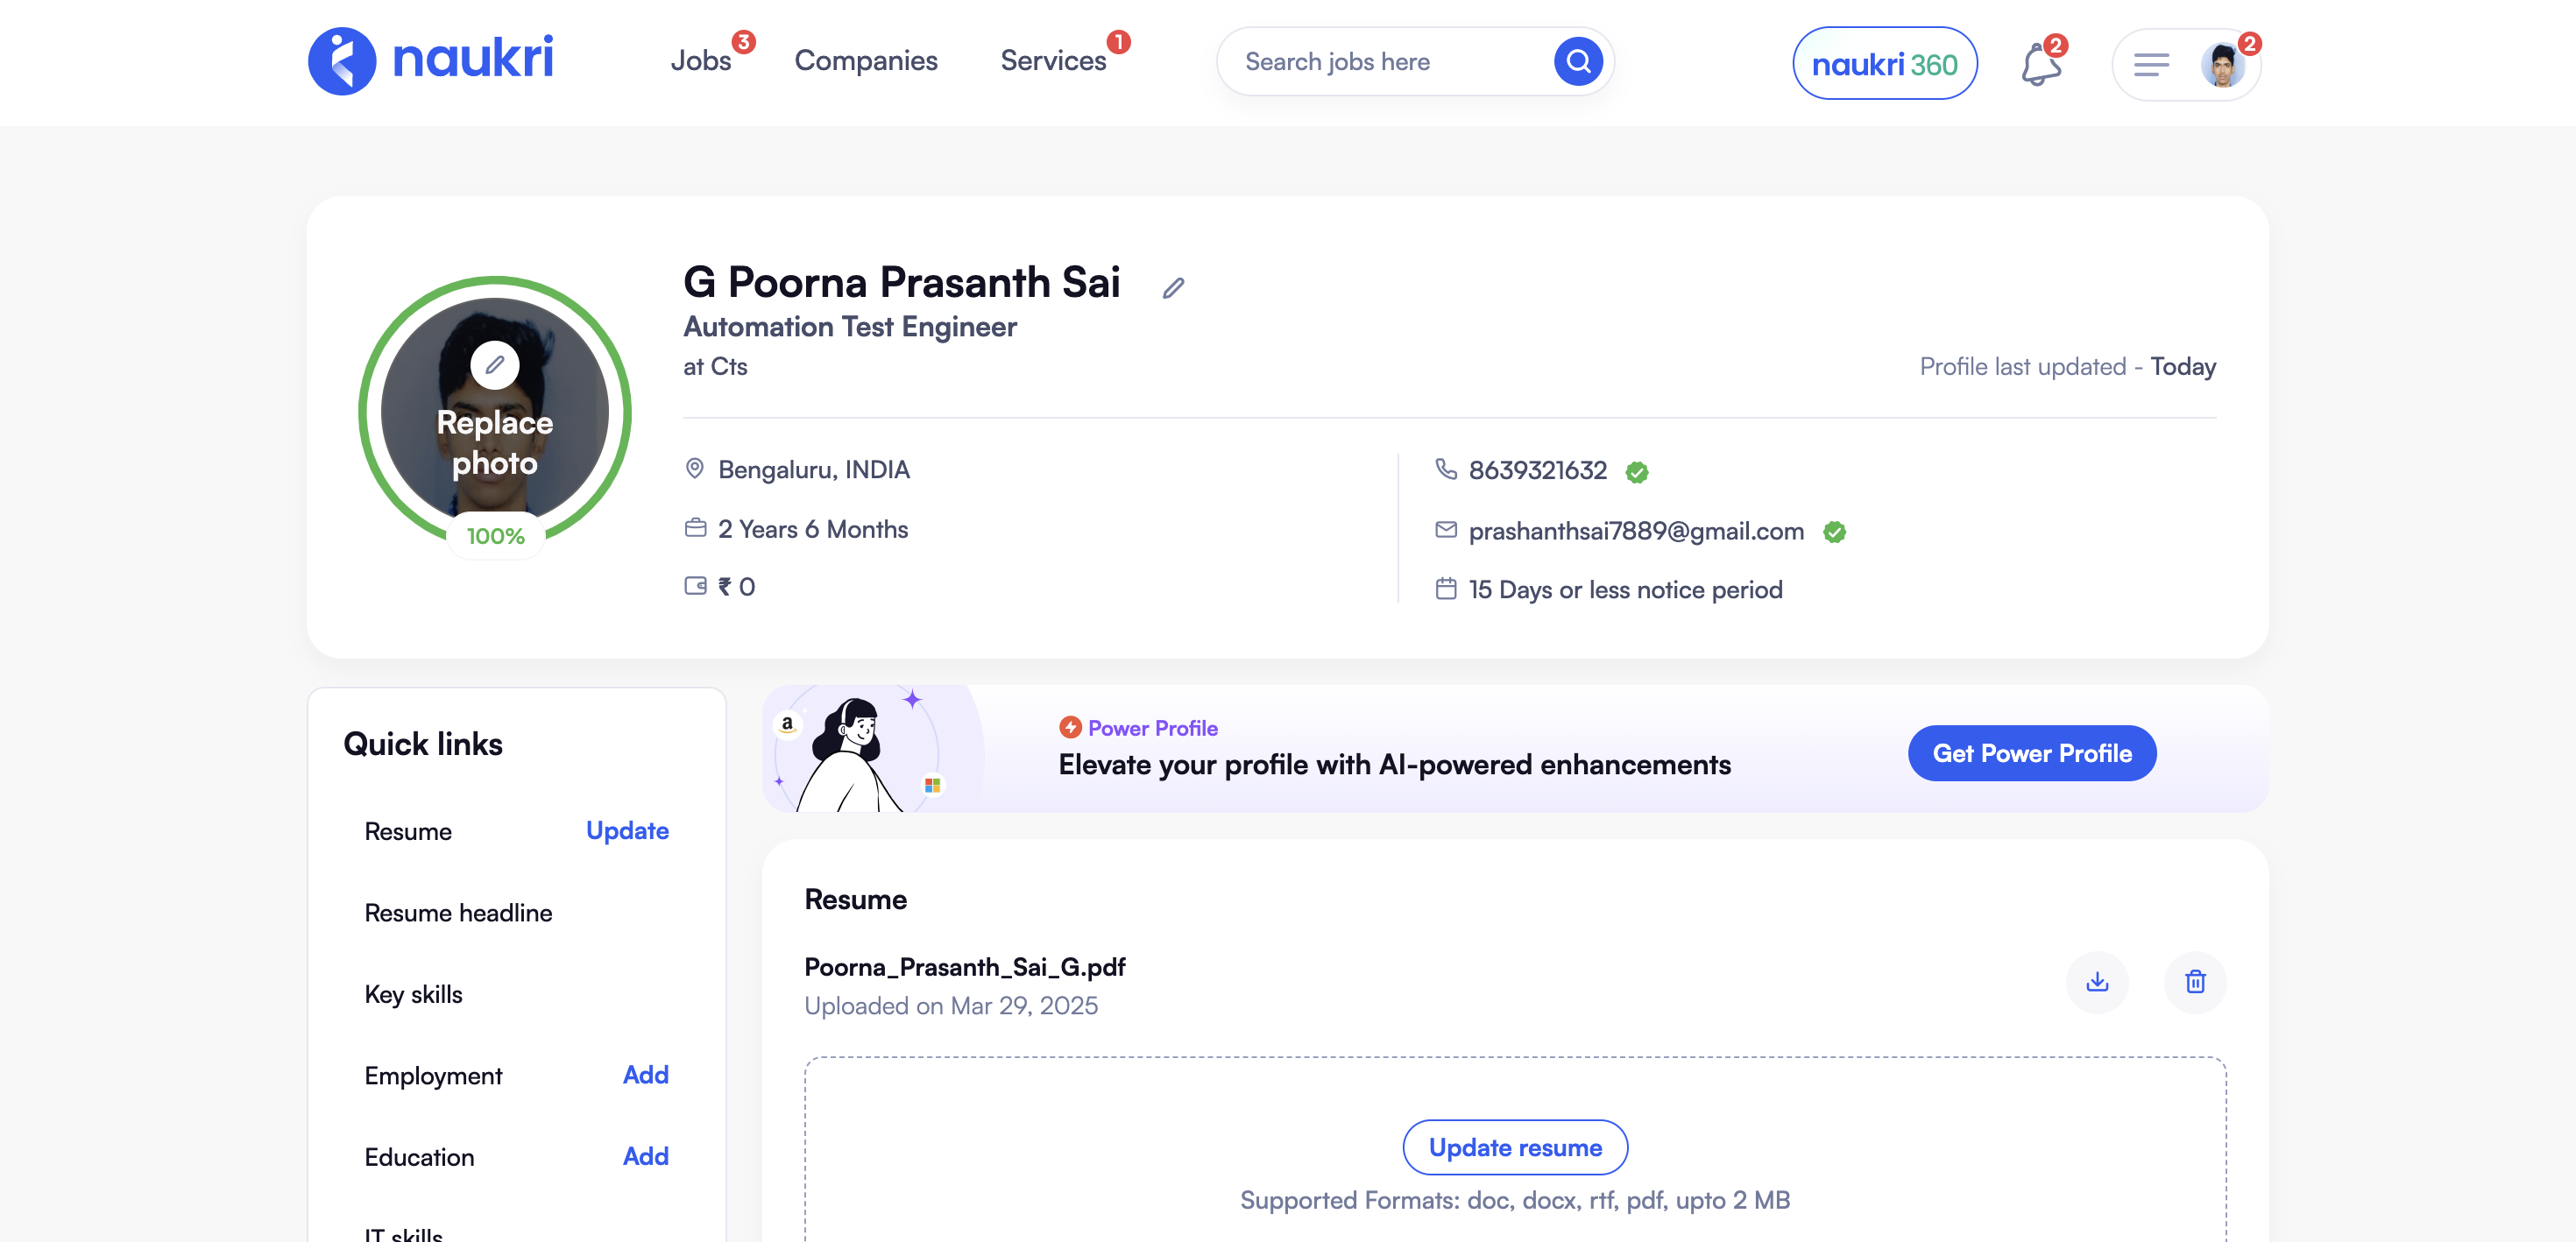 naukri
Jobs 3
Companies
Services 1
Search jobs here
naukri 360
2
2
G Poorna Prasanth Sai
Automation Test Engineer
at Cts
Profile last updated - Today
Replace
photo
100%
Bengaluru, INDIA
2 Years 6 Months
₹ 0
8639321632
prashanthsai7889@gmail.com
15 Days or less notice period
Quick links
Resume Update
Resume headline
Key skills
Employment Add
Education Add
IT skills
a
Power Profile
Elevate your profile with AI-powered enhancements
Get Power Profile
Resume
Poorna_Prasanth_Sai_G.pdf
Uploaded on Mar 29, 2025
Update resume
Supported Formats: doc, docx, rtf, pdf, upto 2 MB